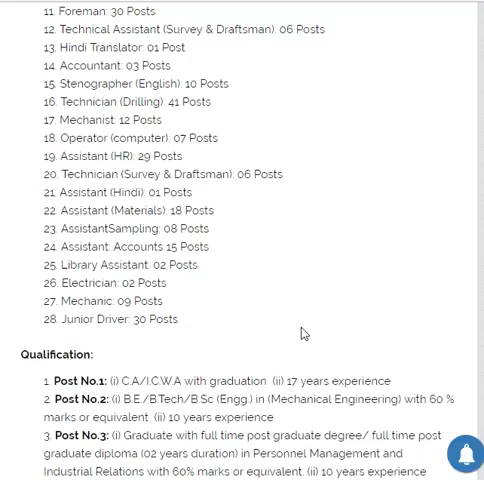 11. Foreman: 30 Posts
12. Technical Assistant (Survey & Draftsman): 06 Posts
13. Hindi Translator: 01 Post
14. Accountant: 03 Posts
15. Stenographer (English): 10 Posts
16. Technician (Drilling): 41 Posts
17. Mechanist: 12 Posts
18. Operator (computer): 07 Posts
19. Assistant (HR): 29 Posts
20. Technician (Survey & Draftsman): 06 Posts
21. Assistant (Hindi): 01 Posts
22. Assistant (Materials): 18 Posts
23. AssistantSampling: 08 Posts
24. Assistant: Accounts 15 Posts
25. Library Assistant: 02 Posts
26. Electrician: 02 Posts
27. Mechanic: 09 Posts
28. Junior Driver: 30 Posts
Qualification:
1. Post No.1: (i) C.A/I.C.W.A with graduation (ii) 17 years experience
2. Post No.2: (i) B.E./B.Tech/B.Sc (Engg.) in (Mechanical Engineering) with 60 %
marks or equivalent (ii) 10 years experience
3. Post No.3: (i) Graduate with full time post graduate degree/ full time post
graduate diploma (02 years duration) in Personnel Management and
Industrial Relations with 60% marks or equivalent. (ii) 10 years experience